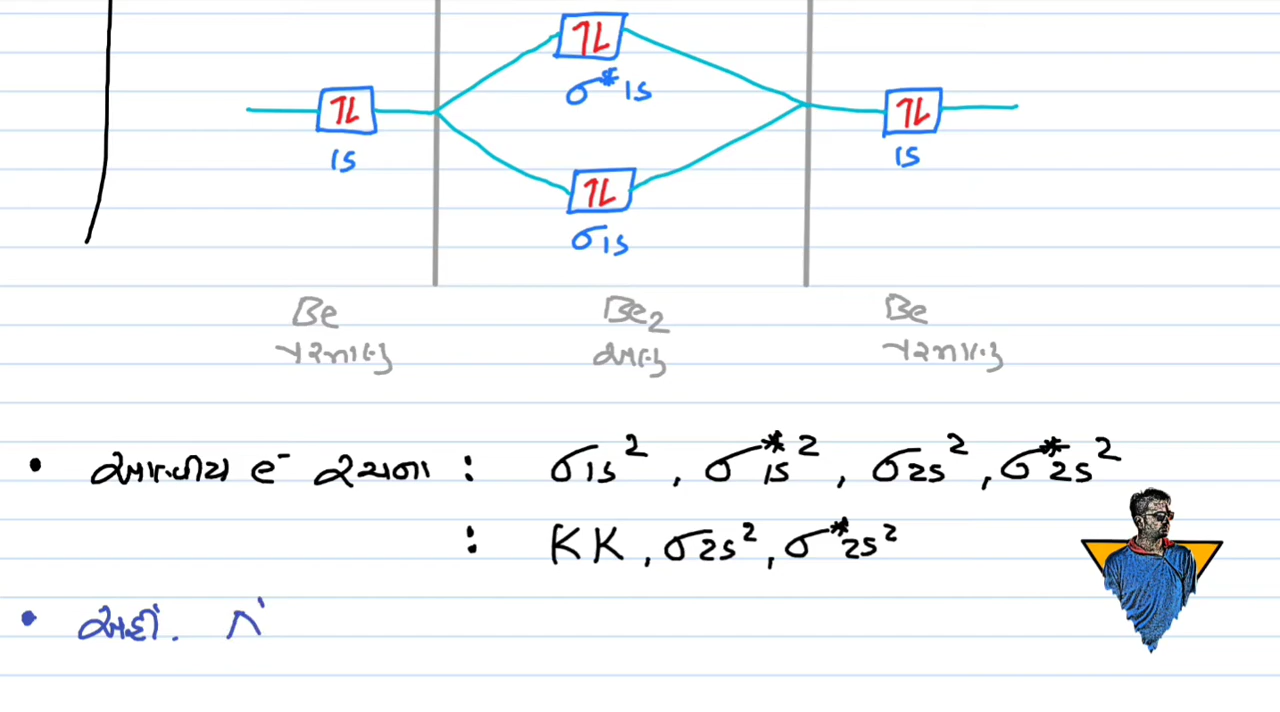 σ*1s
1s 1s
σ1s
Be Be₂ Be
પરમાણુ અણુ પરમાણુ
• આણ્વીય e⁻ રચના : σ1s², σ*1s², σ2s², σ*2s²
: KK, σ2s², σ*2s²
• અહીં.